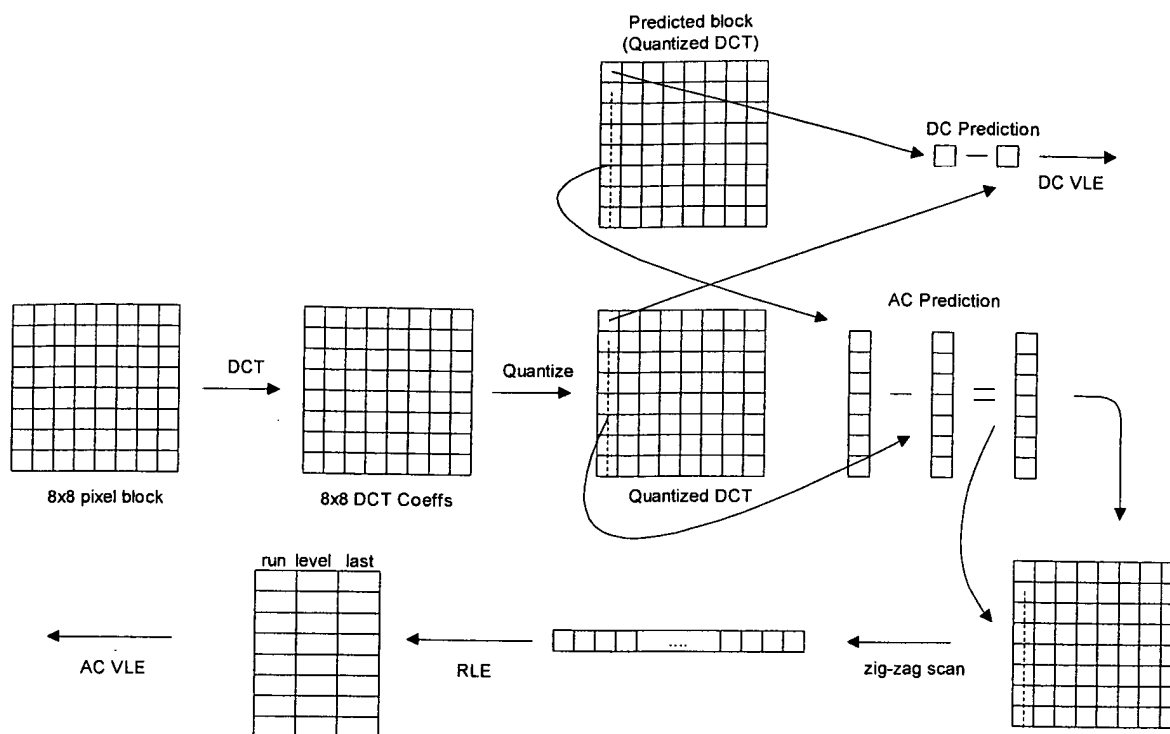 Predicted block
(Quantized DCT)
DC Prediction
DC VLE
AC Prediction
DCT
Quantize
8x8 pixel block
8x8 DCT Coeffs
Quantized DCT
run level last
....
AC VLE
RLE
zig-zag scan